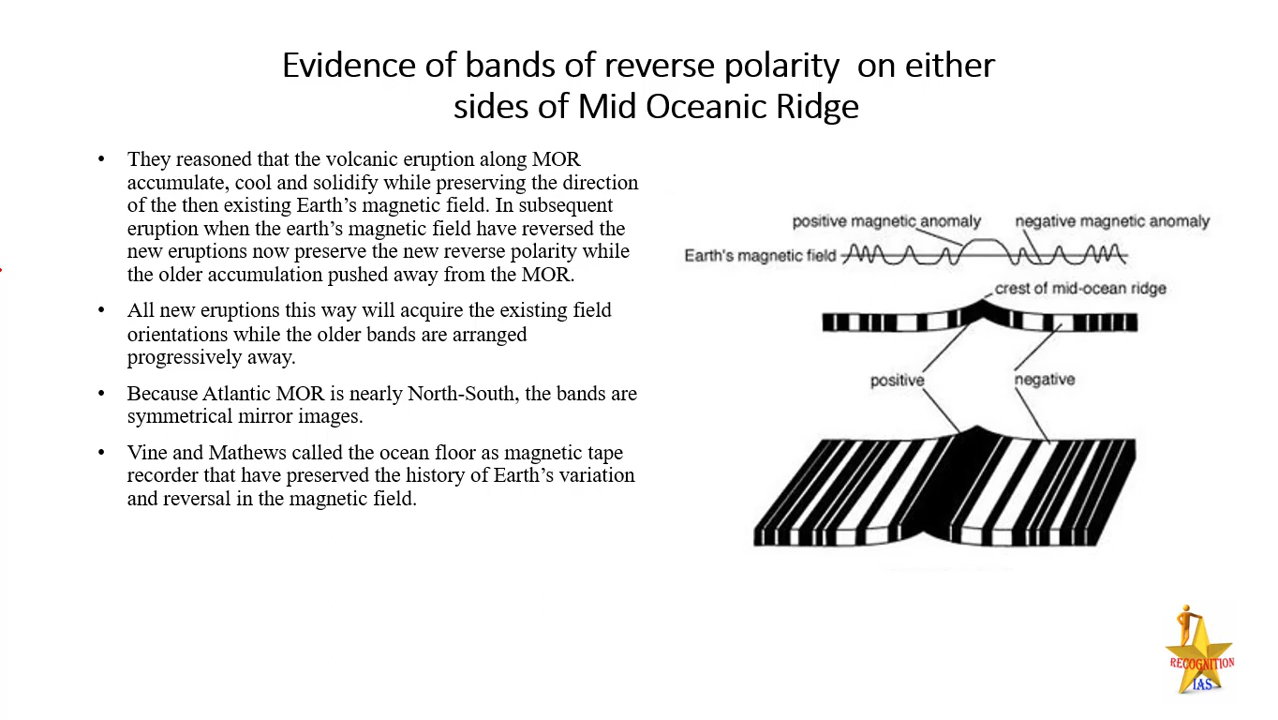 Evidence of bands of reverse polarity on either
sides of Mid Oceanic Ridge
• They reasoned that the volcanic eruption along MOR
accumulate, cool and solidify while preserving the direction
of the then existing Earth's magnetic field. In subsequent
eruption when the earth's magnetic field have reversed the
new eruptions now preserve the new reverse polarity while
the older accumulation pushed away from the MOR.
• All new eruptions this way will acquire the existing field
orientations while the older bands are arranged
progressively away.
• Because Atlantic MOR is nearly North-South, the bands are
symmetrical mirror images.
• Vine and Mathews called the ocean floor as magnetic tape
recorder that have preserved the history of Earth's variation
and reversal in the magnetic field.
positive magnetic anomaly
negative magnetic anomaly
Earth's magnetic field
crest of mid-ocean ridge
positive
negative
RECOGNITION
IAS